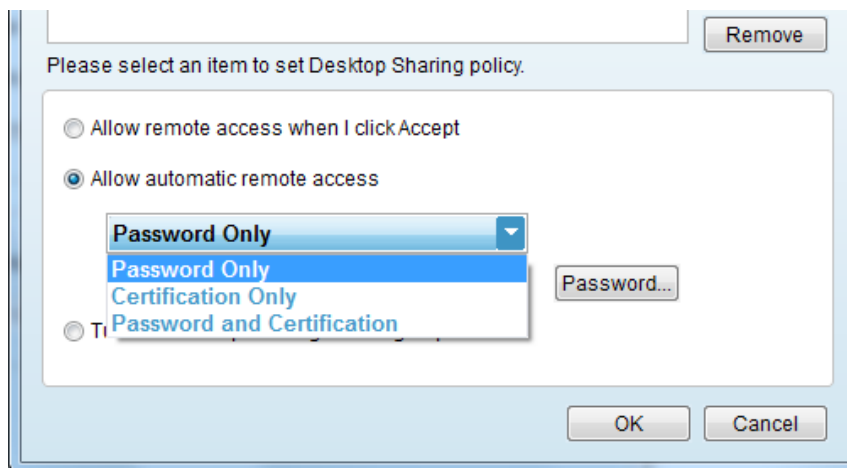 Remove
Please select an item to set Desktop Sharing policy.
Allow remote access when I click Accept
Allow automatic remote access
Password Only
Password Only
Certification Only
Password and Certification
Password...
OK
Cancel